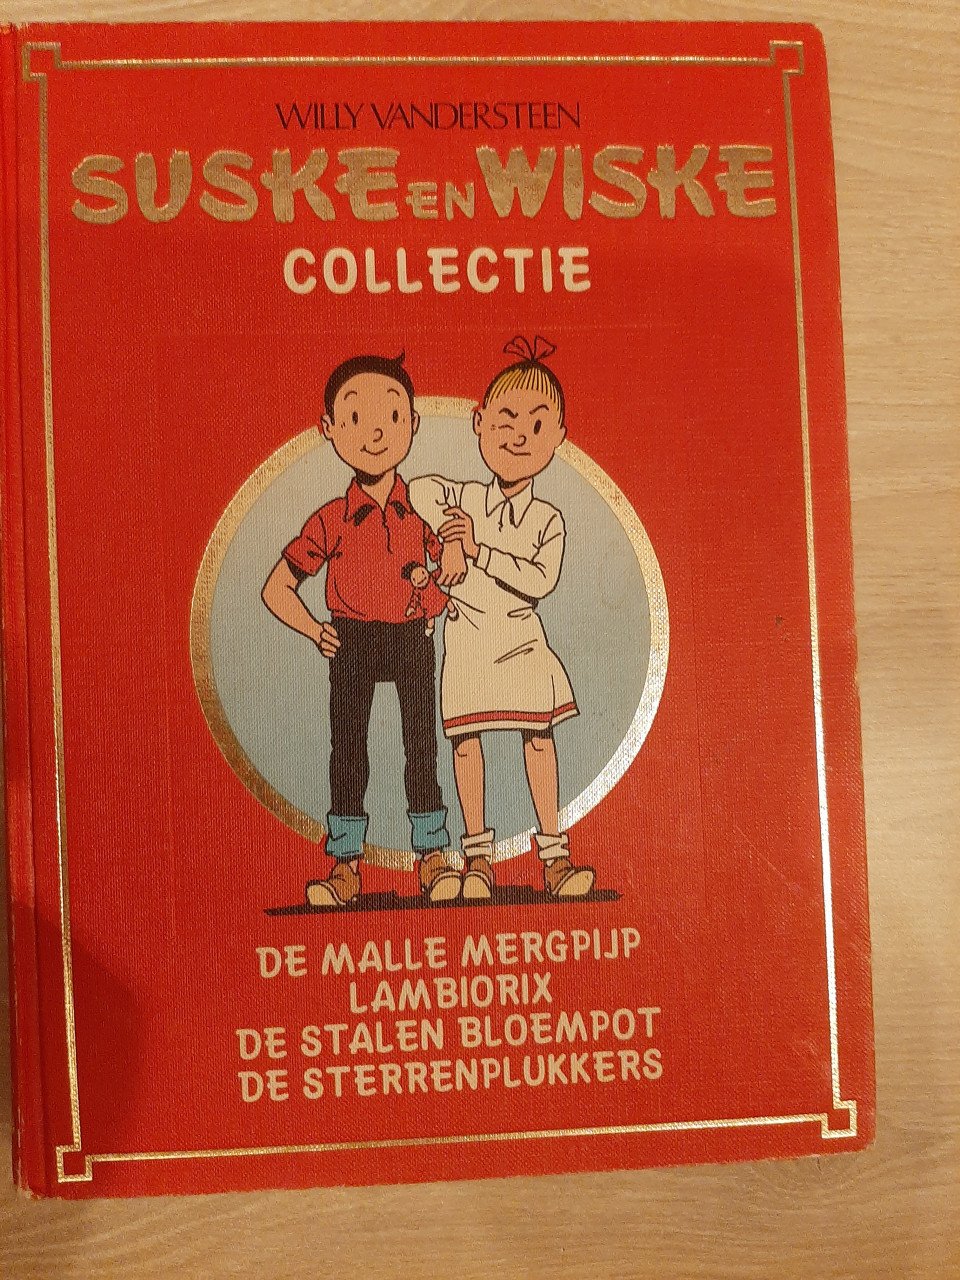 WILLY VANDERSTEEN
SUSKE EN WISKE
COLLECTIE
DE MALLE MERGPIJP
LAMBIORIX
DE STALEN BLOEMPOT
DE STERRENPLUKKERS